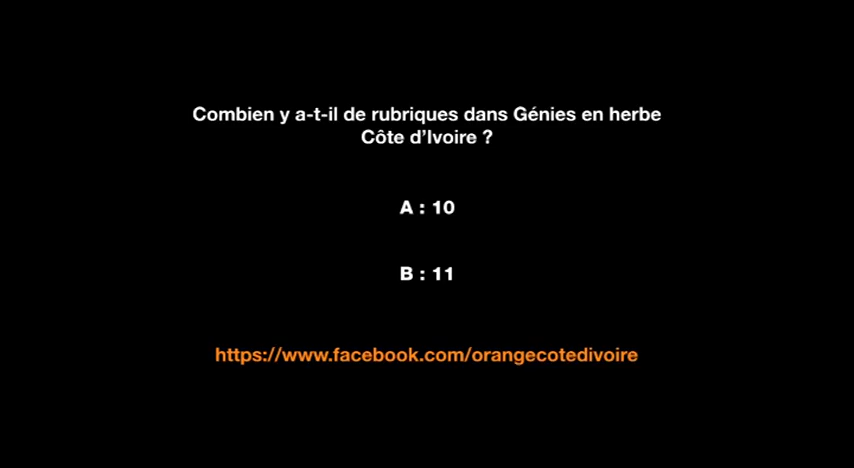 Combien y a-t-il de rubriques dans Génies en herbe
Côte d’Ivoire ?
A : 10
B : 11
https://www.facebook.com/orangecotedivoire